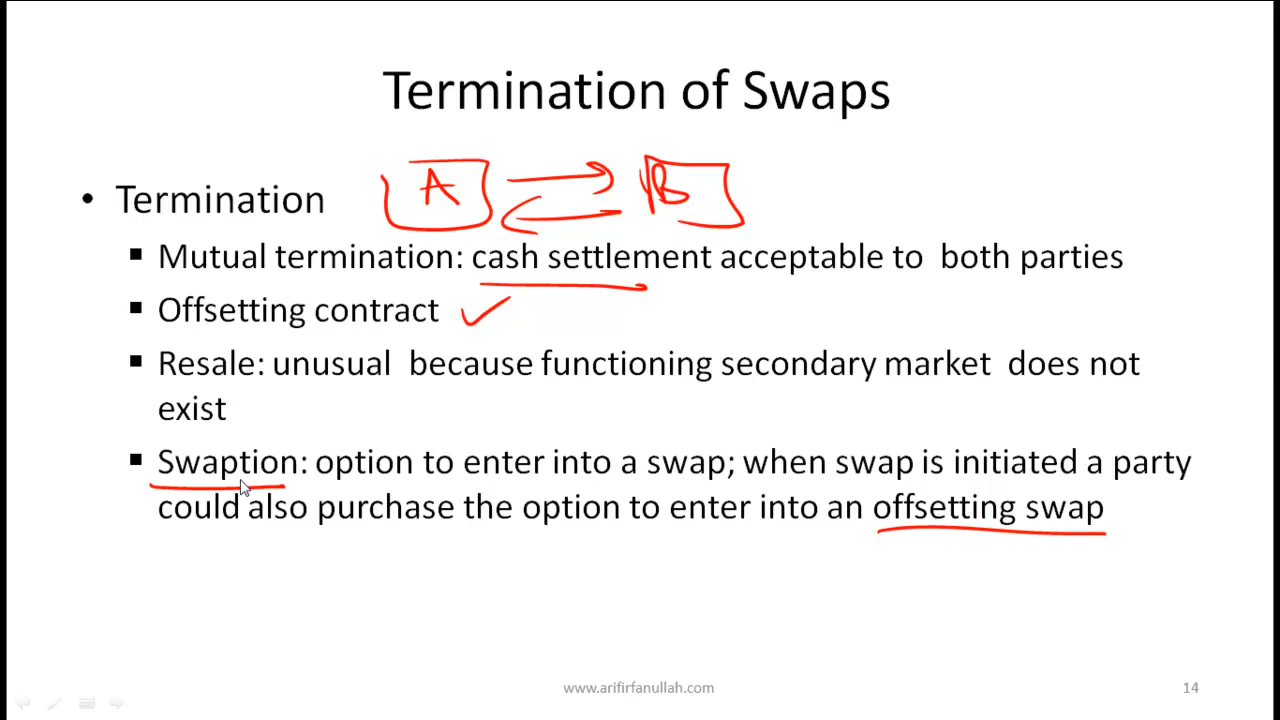 Termination of Swaps
• Termination
A
B
▪ Mutual termination: cash settlement acceptable to both parties
▪ Offsetting contract
▪ Resale: unusual because functioning secondary market does not
exist
▪ Swaption: option to enter into a swap; when swap is initiated a party
could also purchase the option to enter into an offsetting swap
www.arifirfanullah.com
14